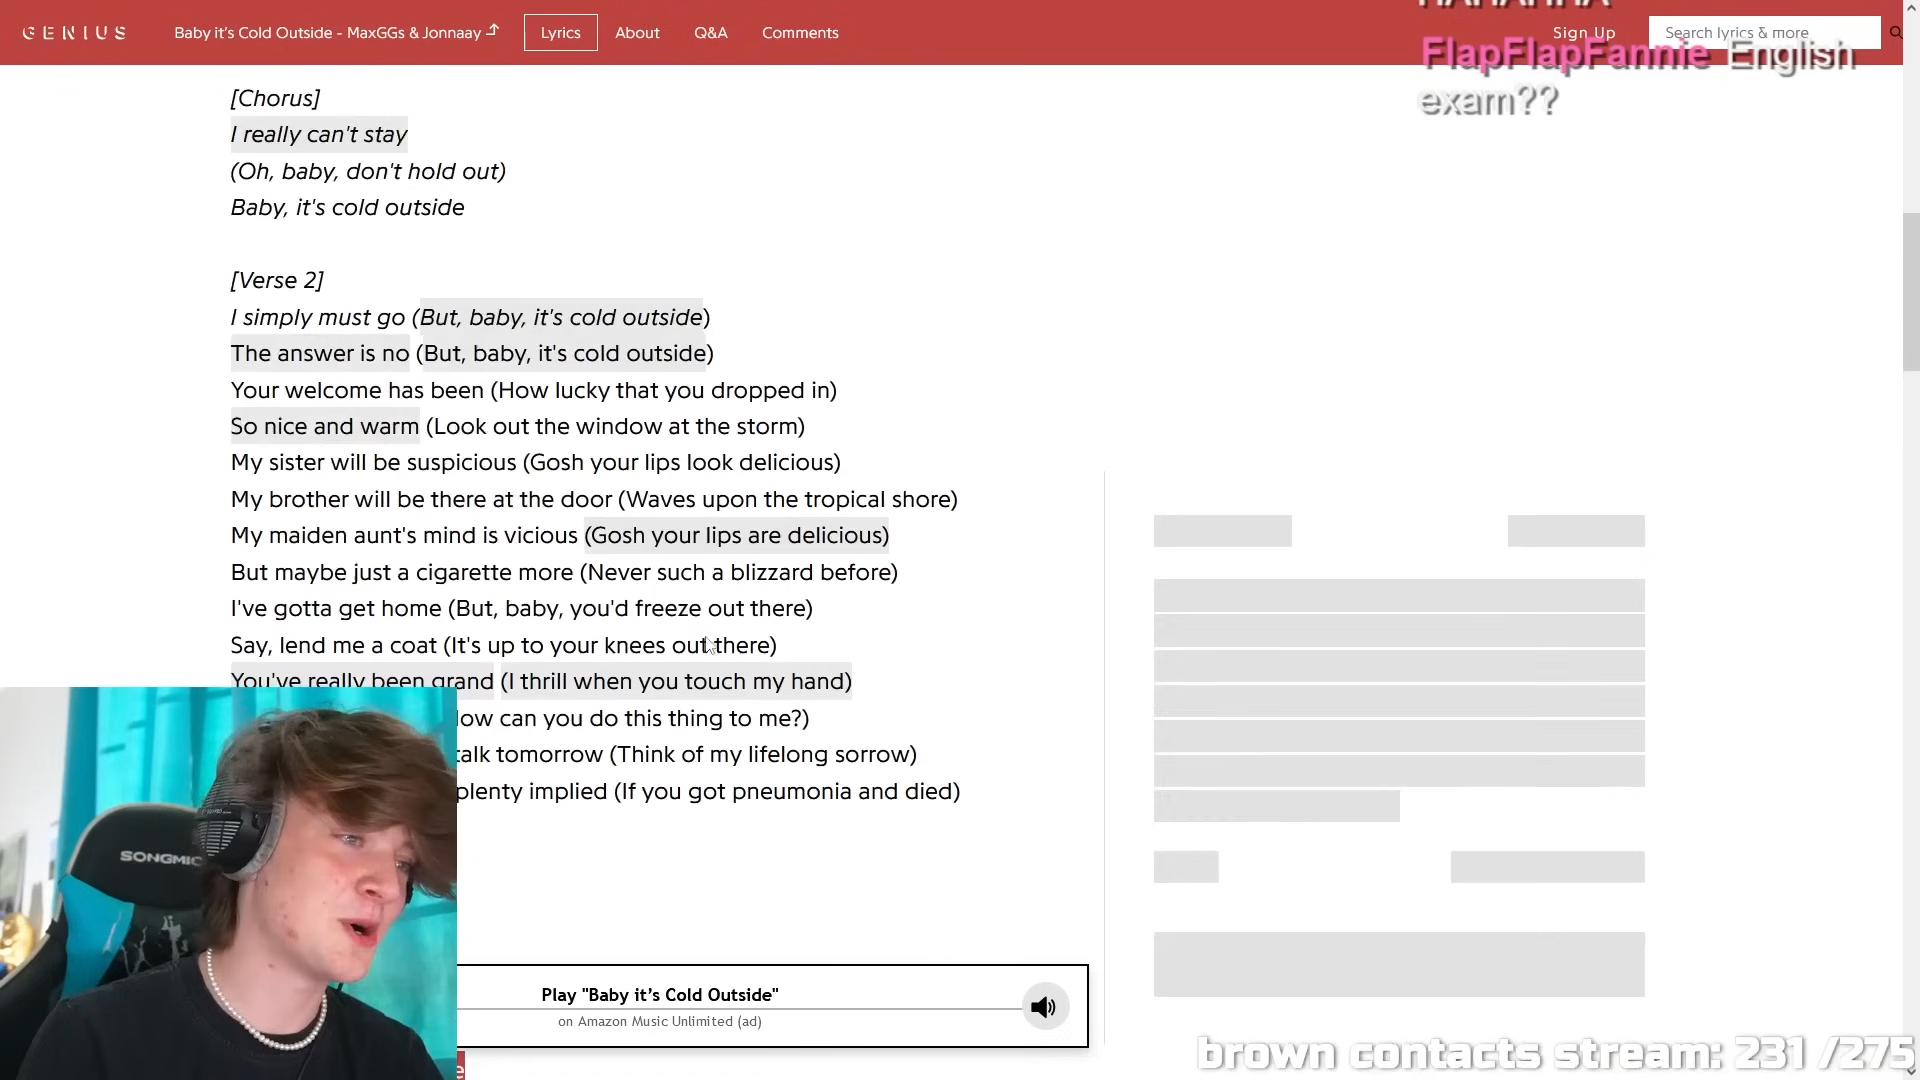 GENIUS
Baby it's Cold Outside - MaxGGs & Jonnaay
Lyrics
About
Q&A
Comments
Sign Up
Search lyrics & more
FlapFlapFannie English
exam??
[Chorus]
I really can't stay
(Oh, baby, don't hold out)
Baby, it's cold outside
[Verse 2]
I simply must go (But, baby, it's cold outside)
The answer is no (But, baby, it's cold outside)
Your welcome has been (How lucky that you dropped in)
So nice and warm (Look out the window at the storm)
My sister will be suspicious (Gosh your lips look delicious)
My brother will be there at the door (Waves upon the tropical shore)
My maiden aunt's mind is vicious (Gosh your lips are delicious)
But maybe just a cigarette more (Never such a blizzard before)
I've gotta get home (But, baby, you'd freeze out there)
Say, lend me a coat (It's up to your knees out there)
You've really been grand (I thrill when you touch my hand)
can you do this thing to me?)
talk tomorrow (Think of my lifelong sorrow)
plenty implied (If you got pneumonia and died)
SONGMIC
Play "Baby it's Cold Outside"
on Amazon Music Unlimited (ad)
brown contacts stream: 231 /275